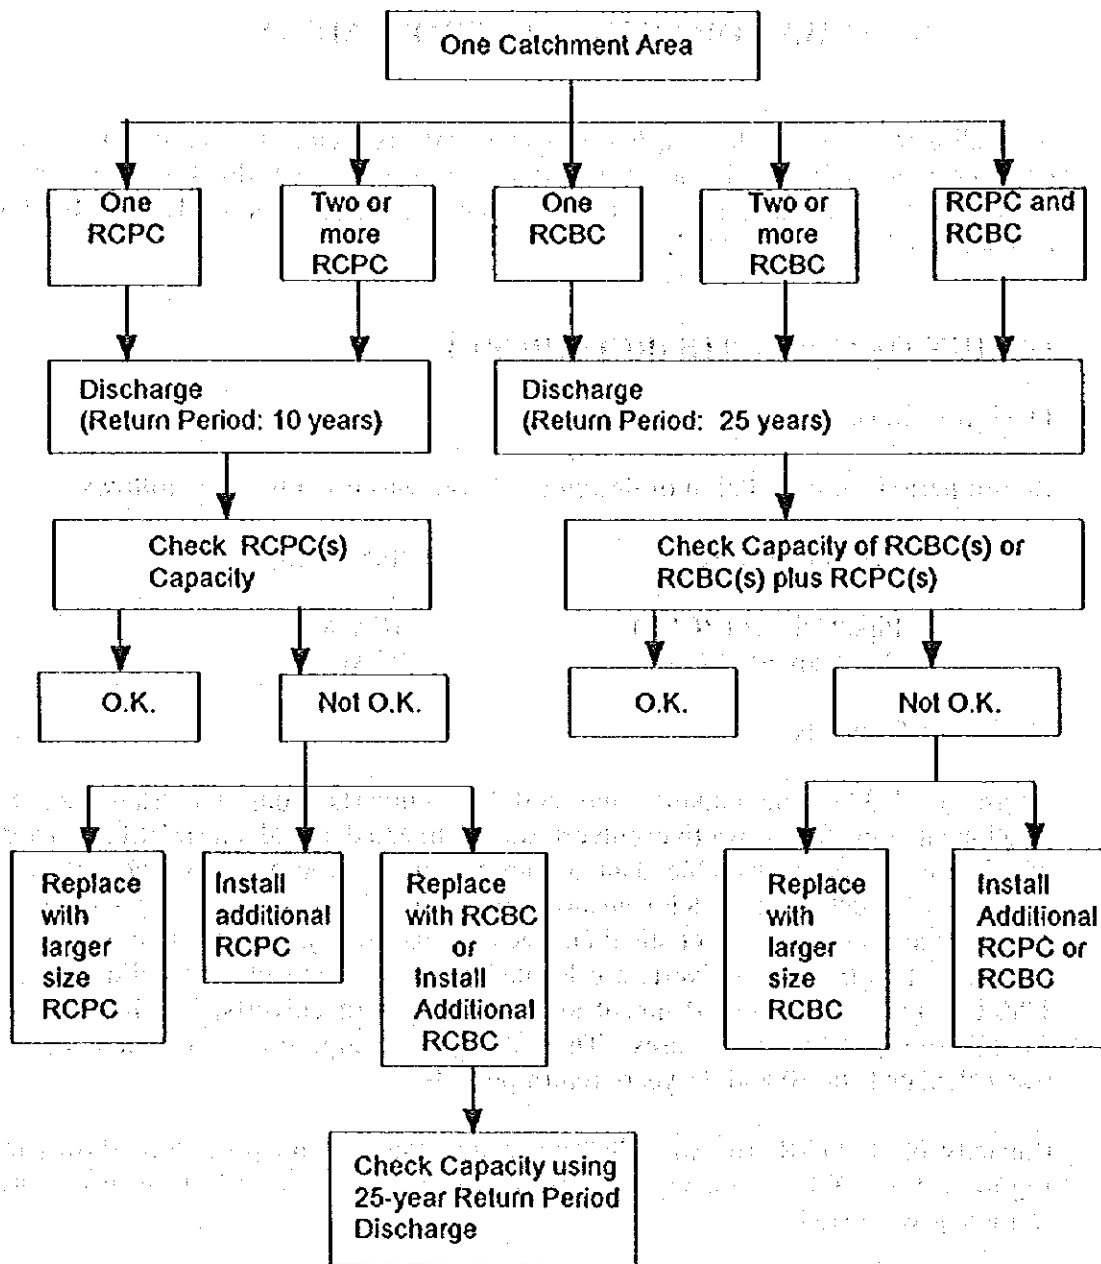 One Catchment Area
One
RCPC
Two or
more
RCPC
One
RCBC
Two or
more
RCBC
RCPC and
RCBC
Discharge
(Return Period: 10 years)
Discharge
(Return Period: 25 years)
Check RCPC(s)
Capacity
Check Capacity of RCBC(s) or
RCBC(s) plus RCPC(s)
O.K.
Not O.K.
O.K.
Not O.K.
Replace
with
larger
size
RCPC
Install
additional
RCPC
Replace
with RCBC
or
Install
Additional
RCBC
Replace
with
larger
size
RCBC
Install
Additional
RCPC or
RCBC
Check Capacity using
25-year Return Period
Discharge